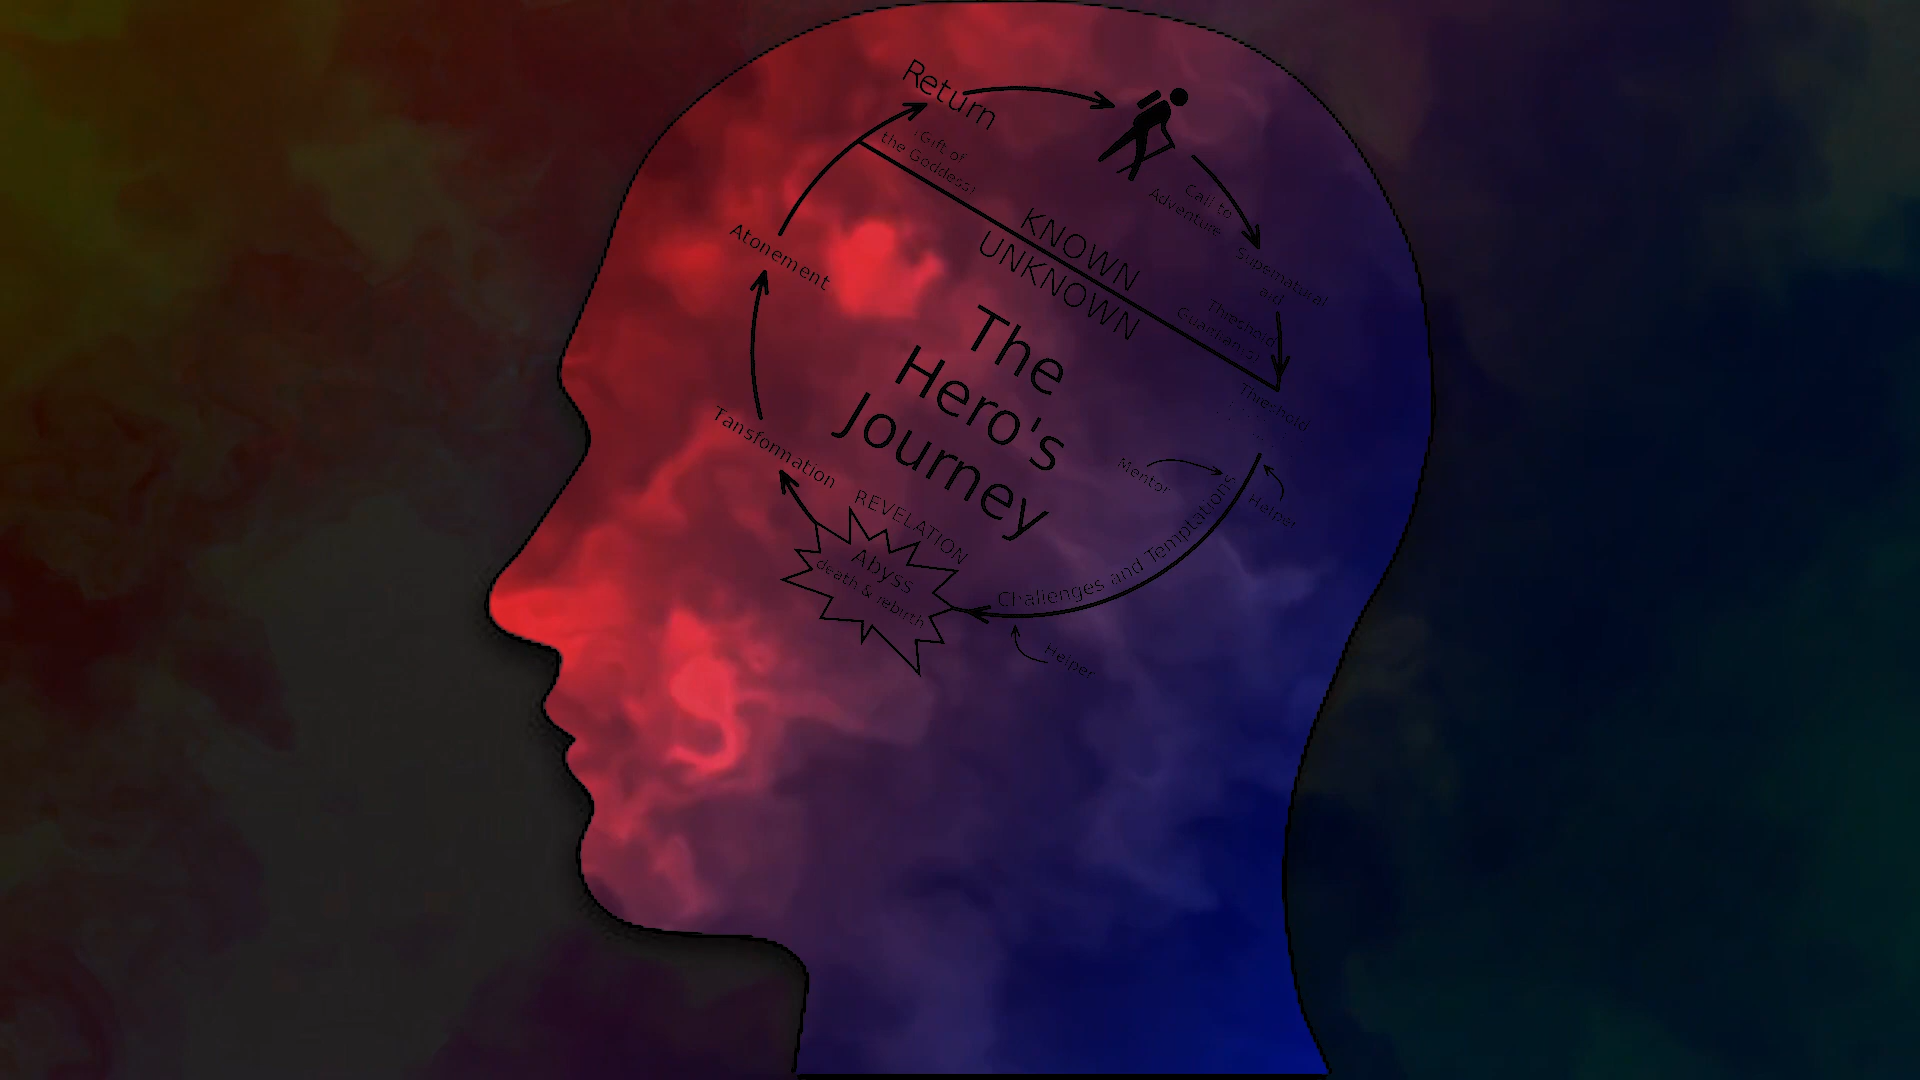 Return
(Gift of
the Goddess)
Call to
Adventure
Supernatural
aid
KNOWN
UNKNOWN
Threshold
Guardian(s)
Threshold
Atonement
The
Hero's
Journey
Mentor
Helper
Challenges and Temptations
Tansformation
REVELATION
Abyss
death & rebirth
Helper